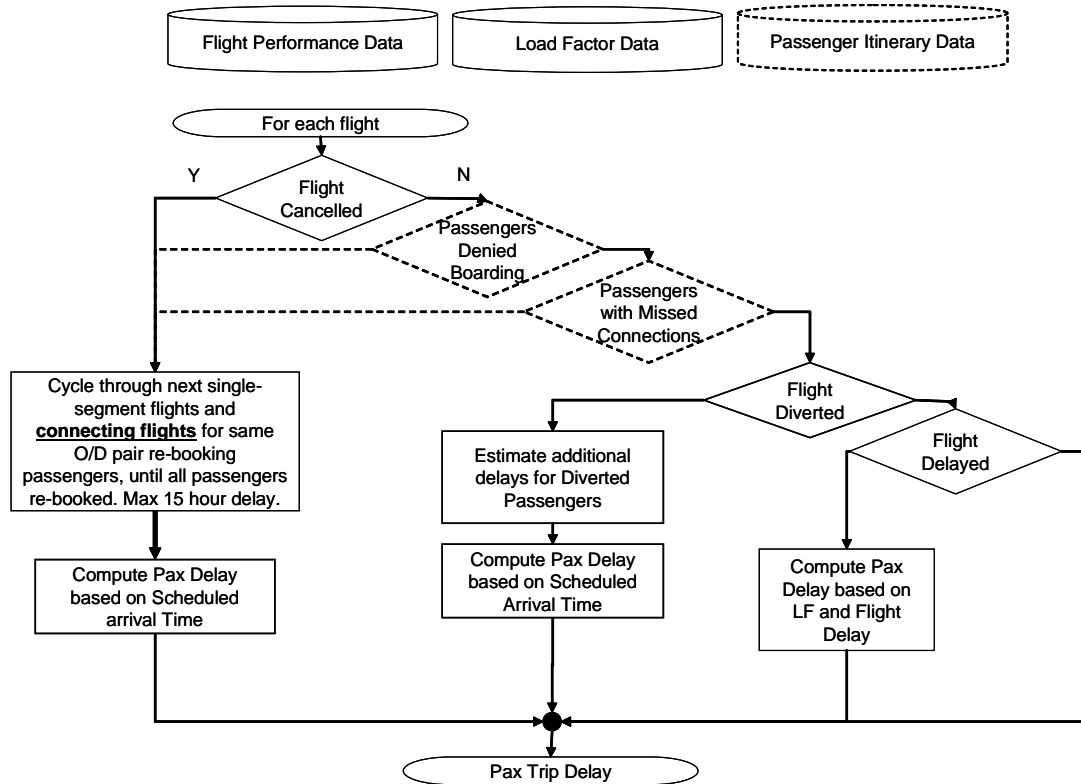 Flight Performance Data
Load Factor Data
Passenger Itinerary Data
For each flight
Y
N
Flight
Cancelled
Passengers
Denied
Boarding
Passengers
with Missed
Connections
Flight
Diverted
Flight
Delayed
Cycle through next single-
segment flights and
connecting flights for same
O/D pair re-booking
passengers, until all passengers
re-booked. Max 15 hour delay.
Estimate additional
delays for Diverted
Passengers
Compute Pax Delay
based on Scheduled
arrival Time
Compute Pax Delay
based on Scheduled
Arrival Time
Compute Pax
Delay based on
LF and Flight
Delay
Pax Trip Delay